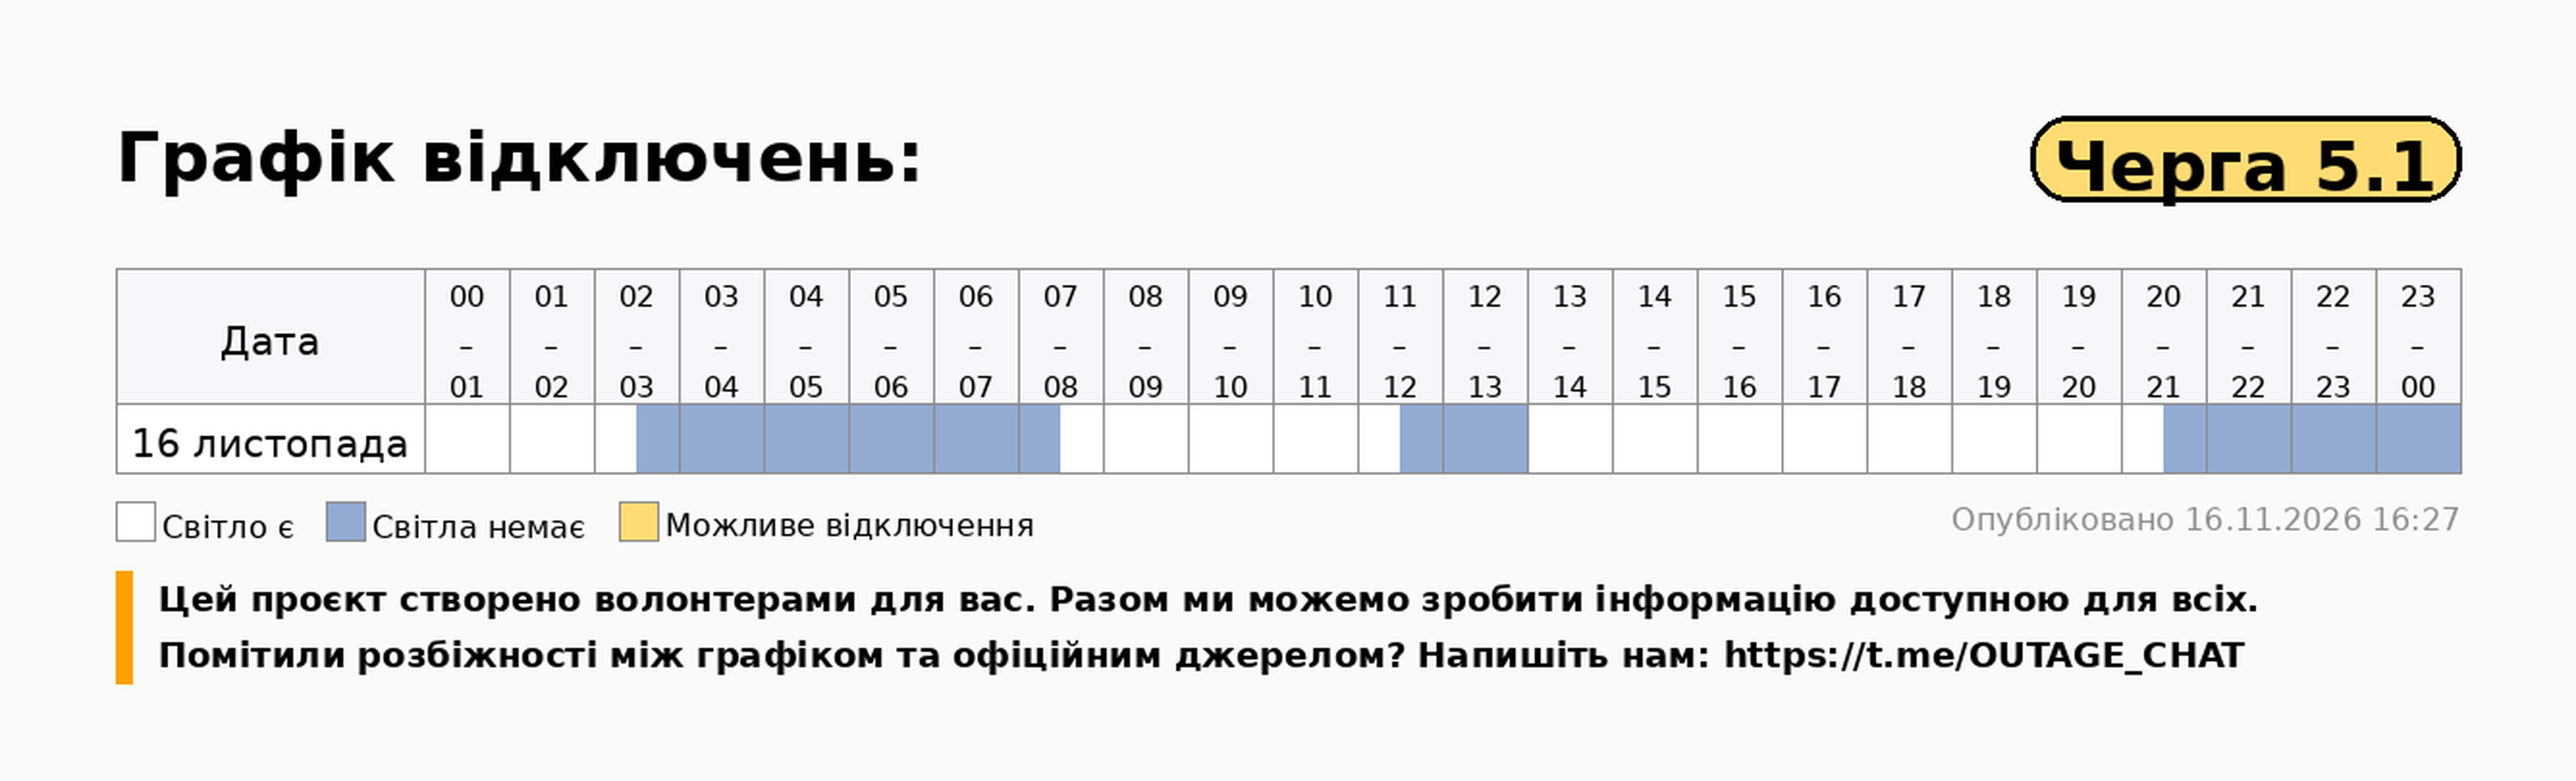 Графік відключень:
Черга 5.1
Дата
00 – 01
01 – 02
02 – 03
03 – 04
04 – 05
05 – 06
06 – 07
07 – 08
08 – 09
09 – 10
10 – 11
11 – 12
12 – 13
13 – 14
14 – 15
15 – 16
16 – 17
17 – 18
18 – 19
19 – 20
20 – 21
21 – 22
22 – 23
23 – 00
16 листопада
Світло є
Світла немає
Можливе відключення
Опубліковано 16.11.2026 16:27
Цей проєкт створено волонтерами для вас. Разом ми можемо зробити інформацію доступною для всіх.
Помітили розбіжності між графіком та офіційним джерелом? Напишіть нам: https://t.me/OUTAGE_CHAT